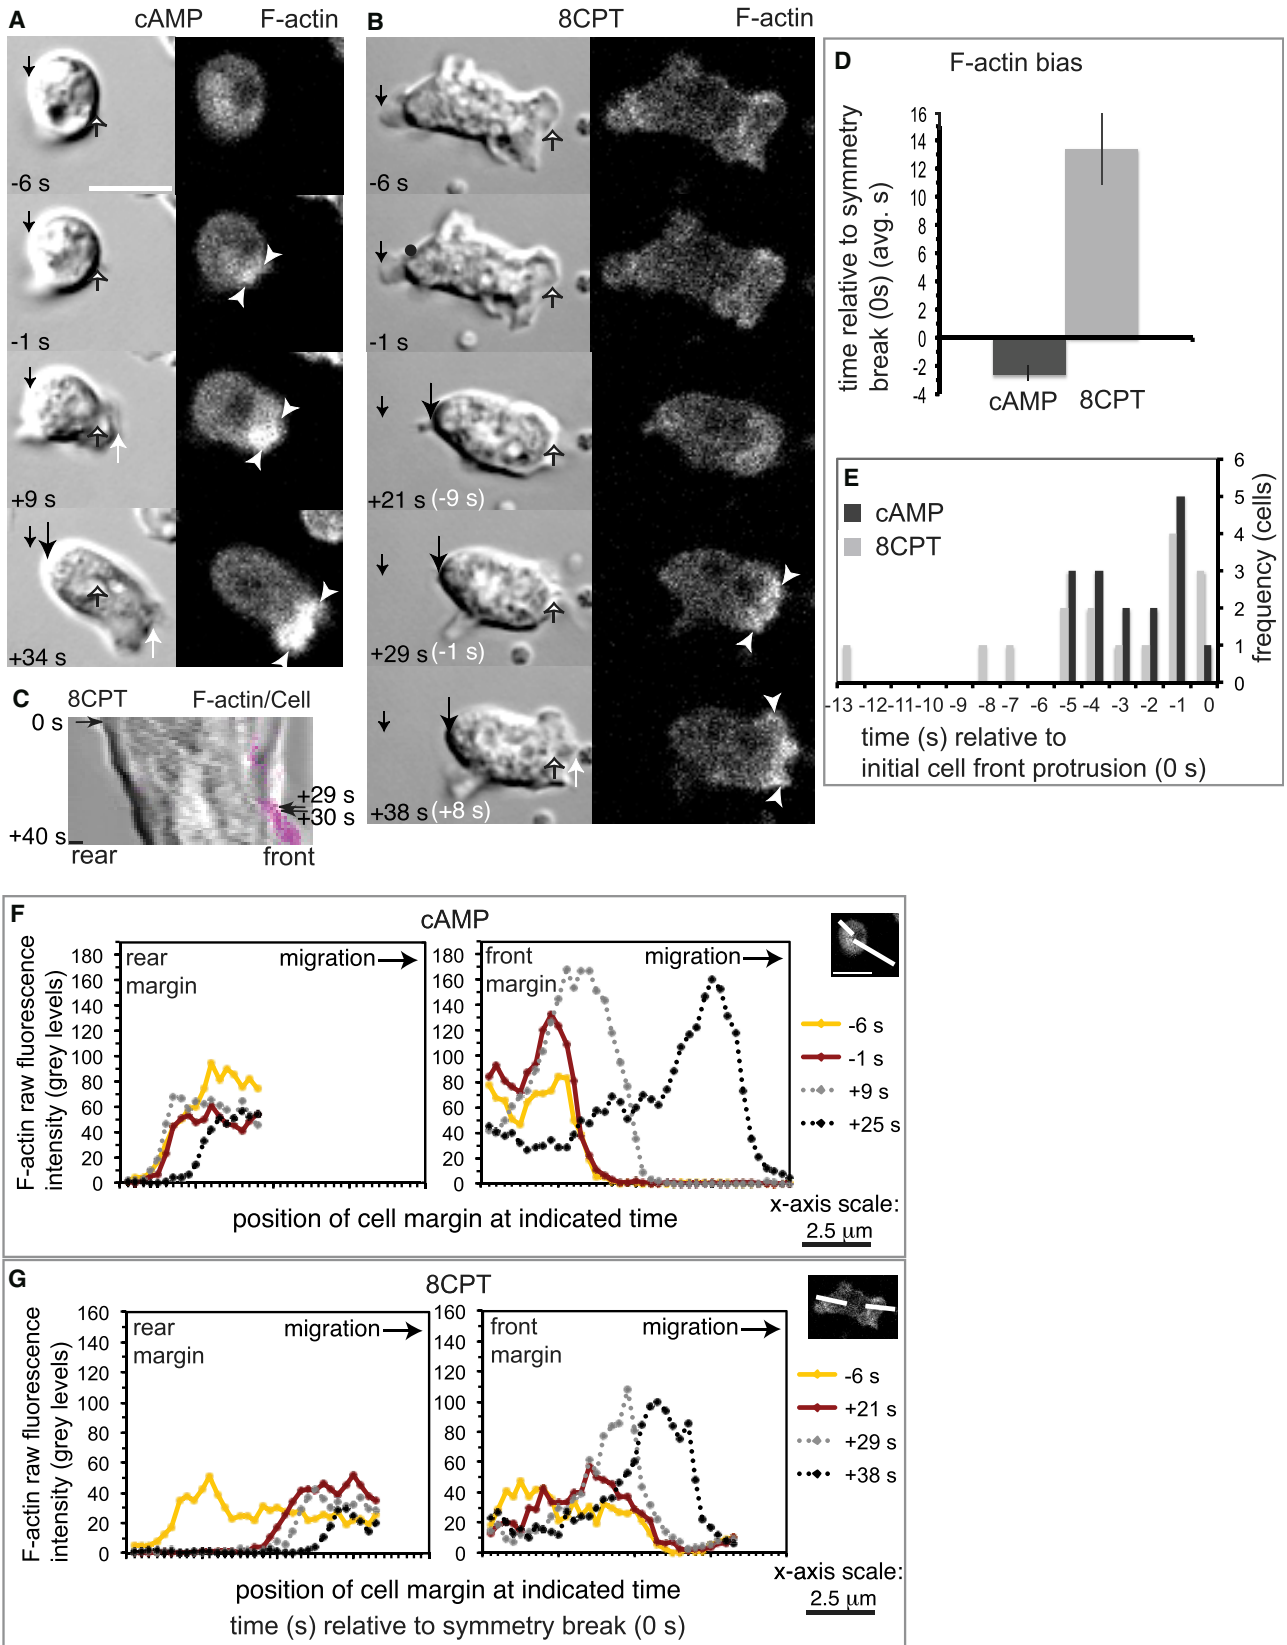 A
cAMP
F-actin
-6 s
-1 s
+9 s
+34 s
B
8CPT
F-actin
-6 s
-1 s
+21 s (-9 s)
+29 s (-1 s)
+38 s (+8 s)
C
8CPT
F-actin/Cell
0 s
+29 s
+30 s
+40 s
rear
front
D
F-actin bias
time relative to symmetry
break (0s) (avg. s)
16
14
12
10
8
6
4
2
0
-2
-4
cAMP
8CPT
E
cAMP
8CPT
6
5
4
3
2
1
0
frequency (cells)
-13 -12 -11 -10 -9 -8 -7 -6 -5 -4 -3 -2 -1 0
time (s) relative to
initial cell front protrusion (0 s)
F
cAMP
F-actin raw fluorescence
intensity (grey levels)
180
160
140
120
100
80
60
40
20
0
rear
margin
migration
180
160
140
120
100
80
60
40
20
0
front
margin
migration
-6 s
-1 s
+9 s
+25 s
position of cell margin at indicated time
x-axis scale:
2.5 µm
G
8CPT
F-actin raw fluorescence
intensity (grey levels)
160
140
120
100
80
60
40
20
0
rear
margin
migration
160
140
120
100
80
60
40
20
0
front
margin
migration
-6 s
+21 s
+29 s
+38 s
position of cell margin at indicated time
time (s) relative to symmetry break (0 s)
x-axis scale:
2.5 µm